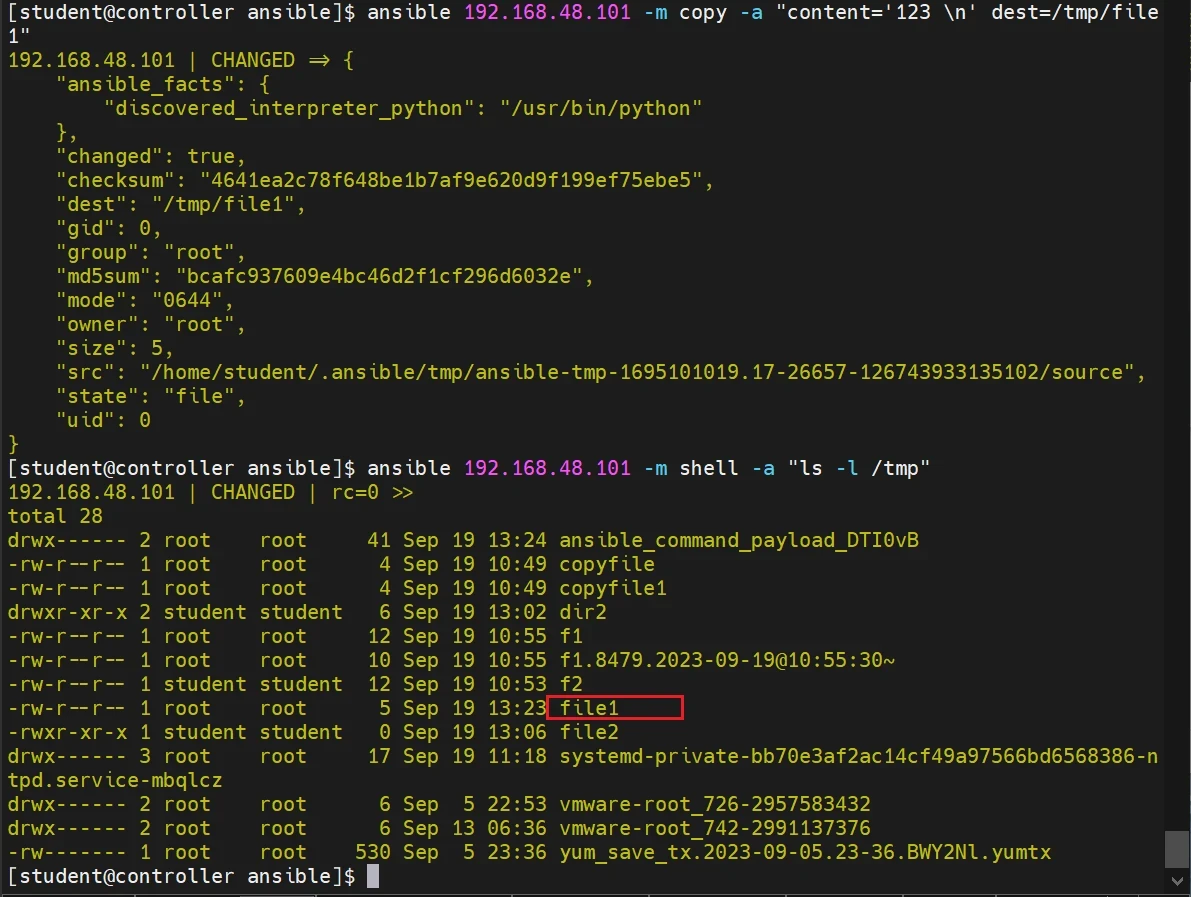 [student@controller ansible]$ ansible 192.168.48.101 -m copy -a "content='123 \n' dest=/tmp/file
1"
192.168.48.101 | CHANGED => {
    "ansible_facts": {
        "discovered_interpreter_python": "/usr/bin/python"
    },
    "changed": true,
    "checksum": "4641ea2c78f648be1b7af9e620d9f199ef75ebe5",
    "dest": "/tmp/file1",
    "gid": 0,
    "group": "root",
    "md5sum": "bcafc937609e4bc46d2f1cf296d6032e",
    "mode": "0644",
    "owner": "root",
    "size": 5,
    "src": "/home/student/.ansible/tmp/ansible-tmp-1695101019.17-26657-126743933135102/source",
    "state": "file",
    "uid": 0
}
[student@controller ansible]$ ansible 192.168.48.101 -m shell -a "ls -l /tmp"
192.168.48.101 | CHANGED | rc=0 >>
total 28
drwx------ 2 root    root     41 Sep 19 13:24 ansible_command_payload_DTI0vB
-rw-r--r-- 1 root    root      4 Sep 19 10:49 copyfile
-rw-r--r-- 1 root    root      4 Sep 19 10:49 copyfile1
drwxr-xr-x 2 student student   6 Sep 19 13:02 dir2
-rw-r--r-- 1 root    root     12 Sep 19 10:55 f1
-rw-r--r-- 1 root    root     10 Sep 19 10:55 f1.8479.2023-09-19@10:55:30~
-rw-r--r-- 1 student student  12 Sep 19 10:53 f2
-rw-r--r-- 1 root    root      5 Sep 19 13:23 file1
-rwxr-xr-x 1 student student   0 Sep 19 13:06 file2
drwx------ 3 root    root     17 Sep 19 11:18 systemd-private-bb70e3af2ac14cf49a97566bd6568386-n
tpd.service-mbqlcz
drwx------ 2 root    root      6 Sep  5 22:53 vmware-root_726-2957583432
drwx------ 2 root    root      6 Sep 13 06:36 vmware-root_742-2991137376
-rw------- 1 root    root    530 Sep  5 23:36 yum_save_tx.2023-09-05.23-36.BWY2Nl.yumtx
[student@controller ansible]$